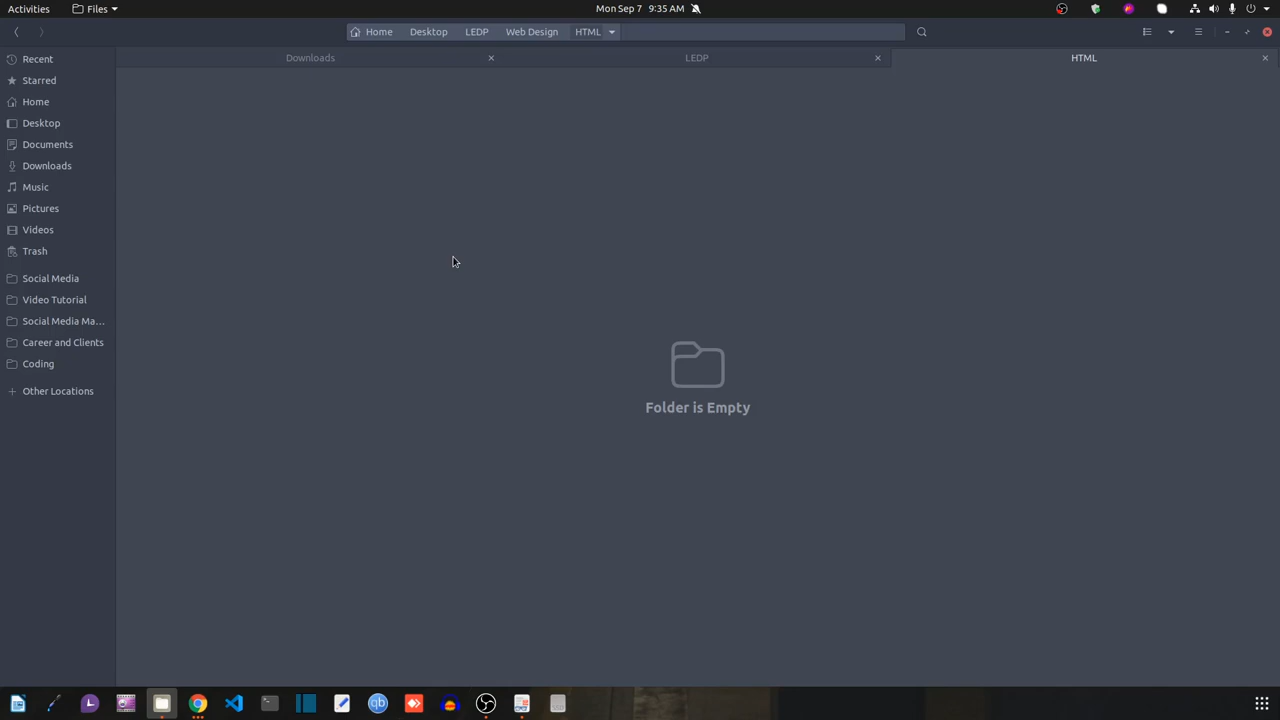 Activities Files Mon Sep 7 9:35 AM
Home Desktop LEDP Web Design HTML
Downloads LEDP HTML
Recent
Starred
Home
Desktop
Documents
Downloads
Music
Pictures
Videos
Trash
Social Media
Video Tutorial
Social Media Ma...
Career and Clients
Coding
Other Locations
Folder is Empty
qb